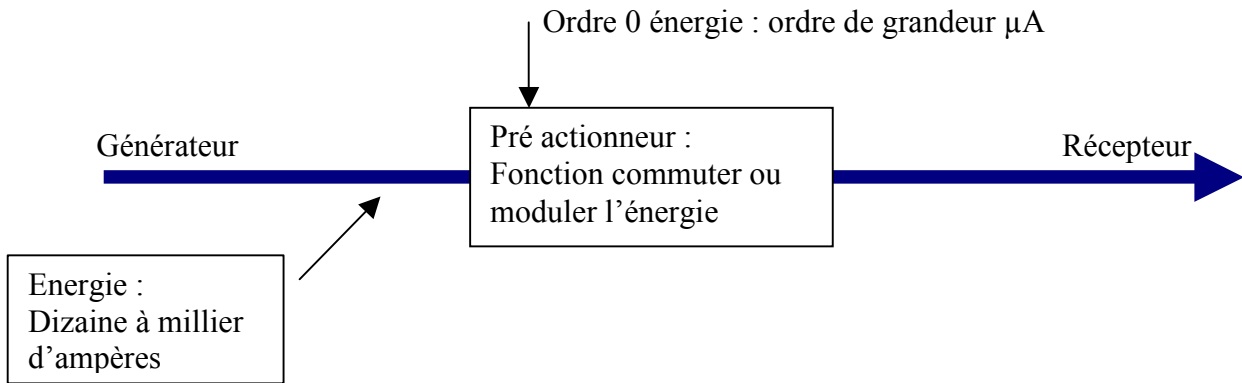 Ordre 0 énergie : ordre de grandeur µA
Générateur
Pré actionneur :
Fonction commuter ou
moduler l’énergie
Récepteur
Energie :
Dizaine à millier
d’ampères